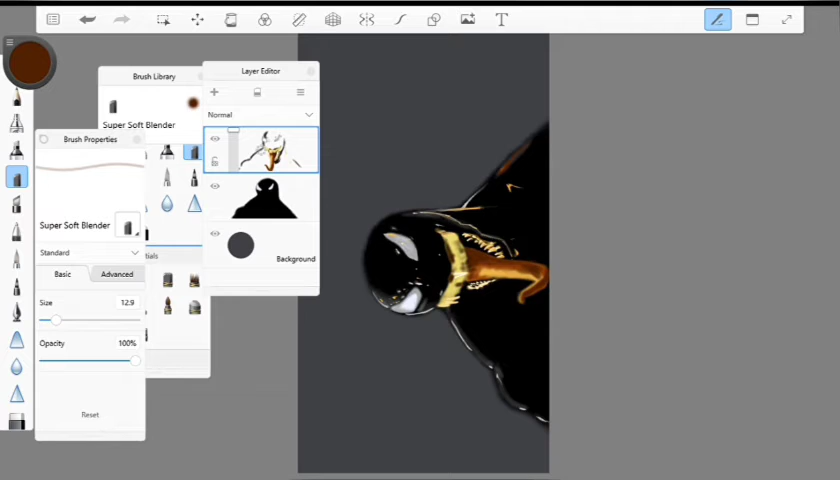 T
Brush Library
Super Soft Blender
Layer Editor
Normal
Background
Brush Properties
Super Soft Blender
Standard
Basic
Advanced
Size
12.9
Opacity
100%
Reset